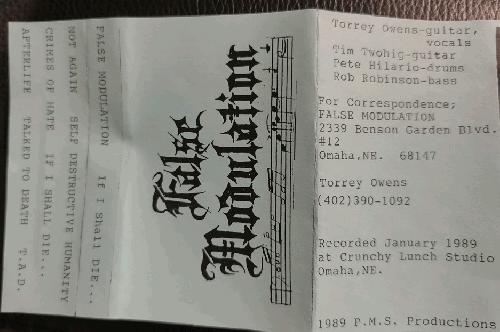 FALSE MODULATION If I Shall DIE...
NOT AGAIN SELF DESTRUCTIVE HUMANITY
CRIMES OF HATE IF I SHALL DIE...
AFTERLIFE TALKED TO DEATH T.A.D.
False
Modulation
Torrey Owens-guitar,
vocals
Tim Twohig-guitar
Pete Hilario-drums
Rob Robinson-bass
For Correspondence;
FALSE MODULATION
2339 Benson Garden Blvd.
#12
Omaha,NE. 68147
Torrey Owens
(402)390-1092
Recorded January 1989
at Crunchy Lunch Studio
Omaha,NE.
1989 P.M.S. Productions